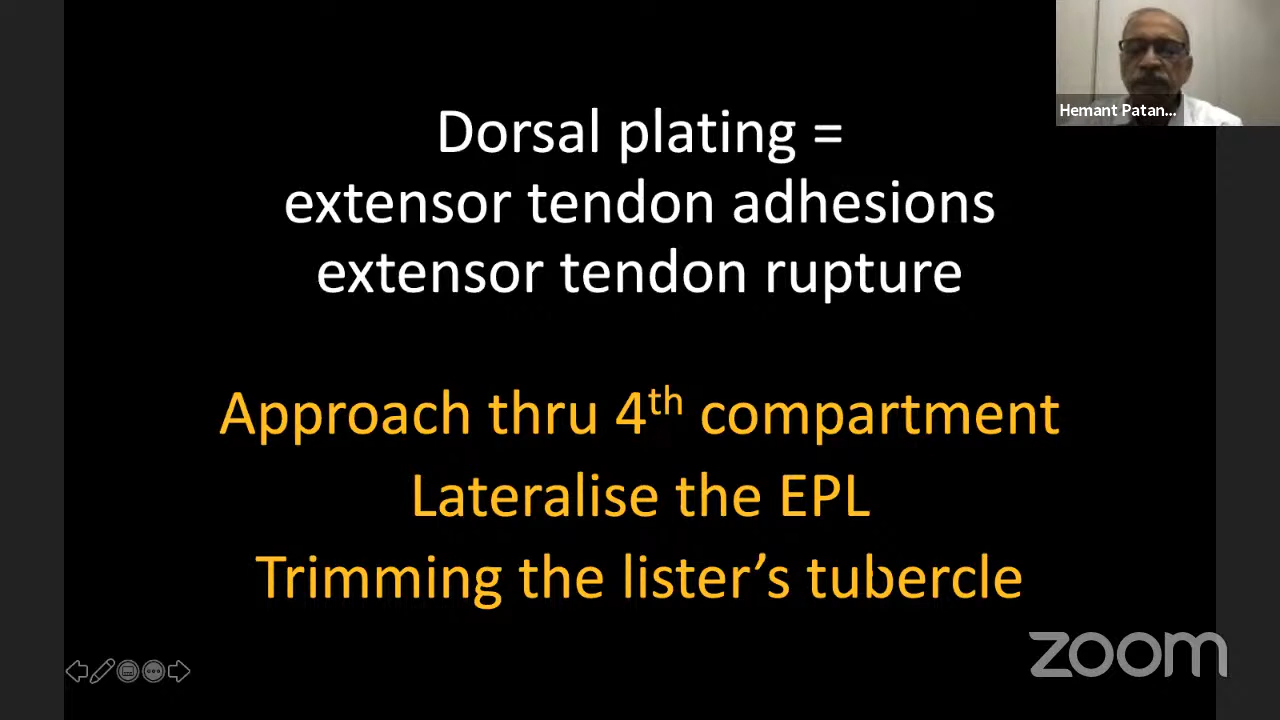 Hemant Patan...
Dorsal plating =
extensor tendon adhesions
extensor tendon rupture
Approach thru 4th compartment
Lateralise the EPL
Trimming the lister's tubercle
zoom